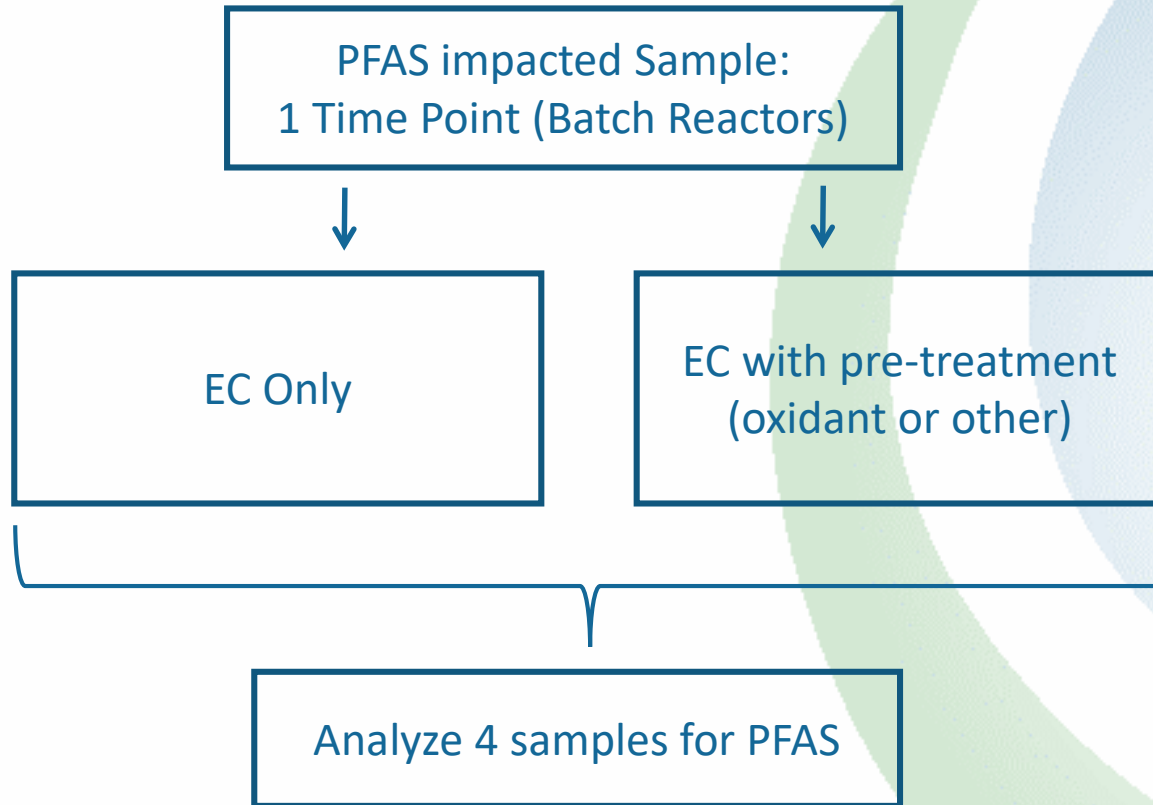 PFAS impacted Sample:
1 Time Point (Batch Reactors)
EC Only
EC with pre-treatment
(oxidant or other)
Analyze 4 samples for PFAS